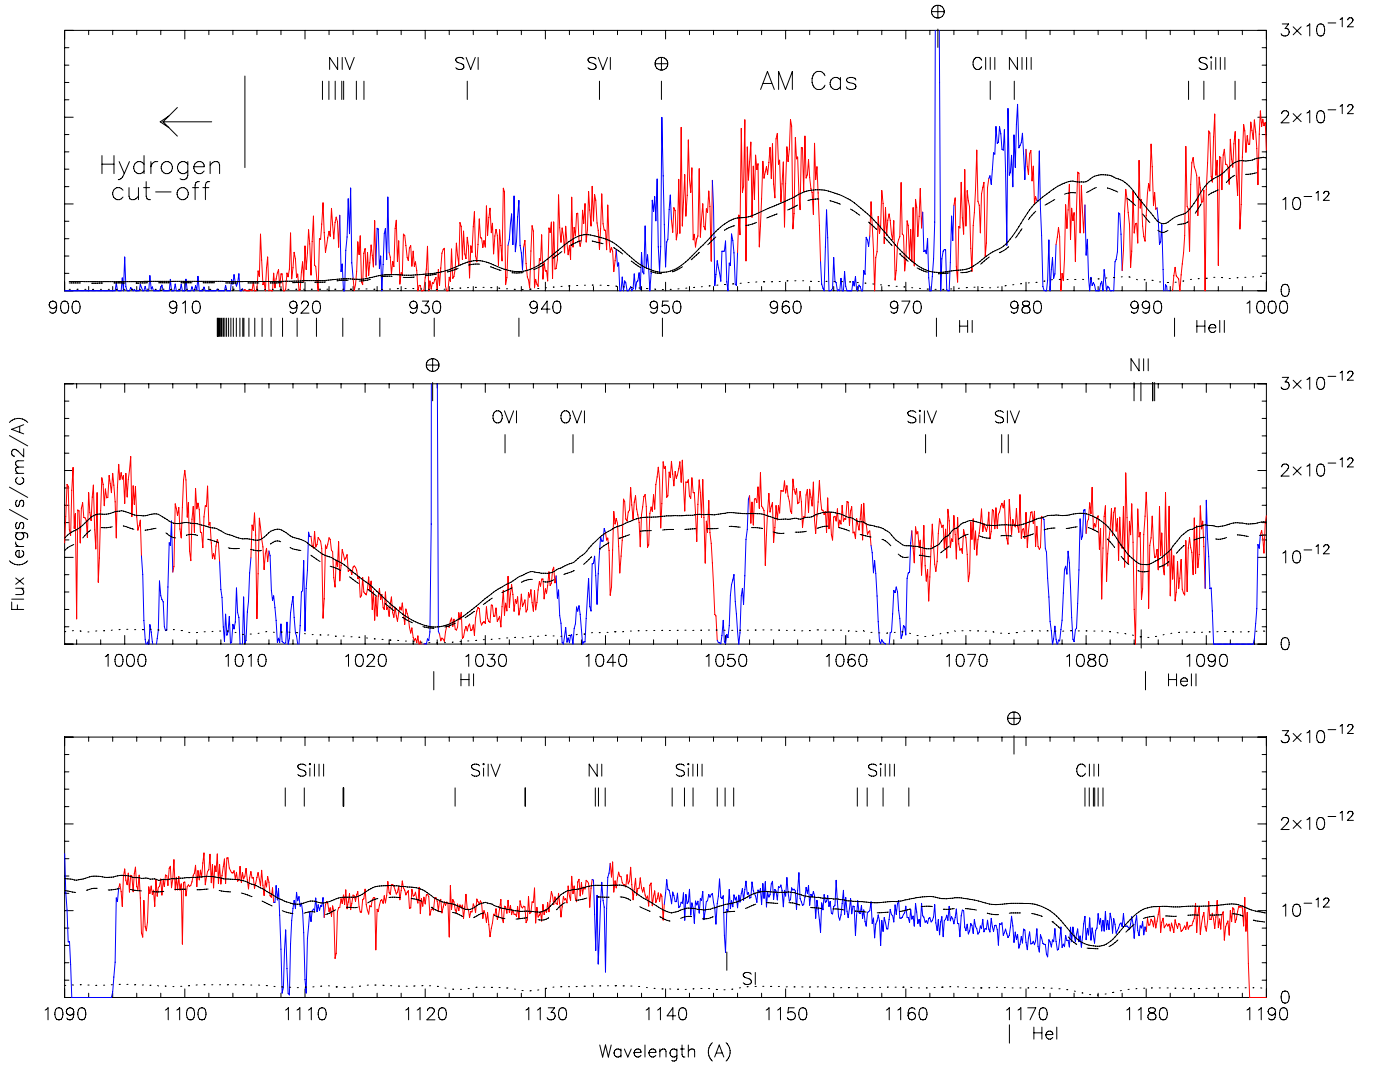 ⊕
3×10⁻¹²
NIV SVI SVI ⊕ AM Cas CIII NIII SiIII
2×10⁻¹²
Hydrogen
cut−off
10⁻¹²
0
900 910 920 930 940 950 960 970 980 990 1000
HI HeII
⊕ NII
3×10⁻¹²
OVI OVI SiIV SIV
2×10⁻¹²
10⁻¹²
0
1000 1010 1020 1030 1040 1050 1060 1070 1080 1090
HI HeII
Flux (ergs/s/cm2/A)
⊕
3×10⁻¹²
SiIII SiIV NI SiIII SiIII CIII
2×10⁻¹²
10⁻¹²
SI
0
1090 1100 1110 1120 1130 1140 1150 1160 1170 1180 1190
HeI
Wavelength (A)